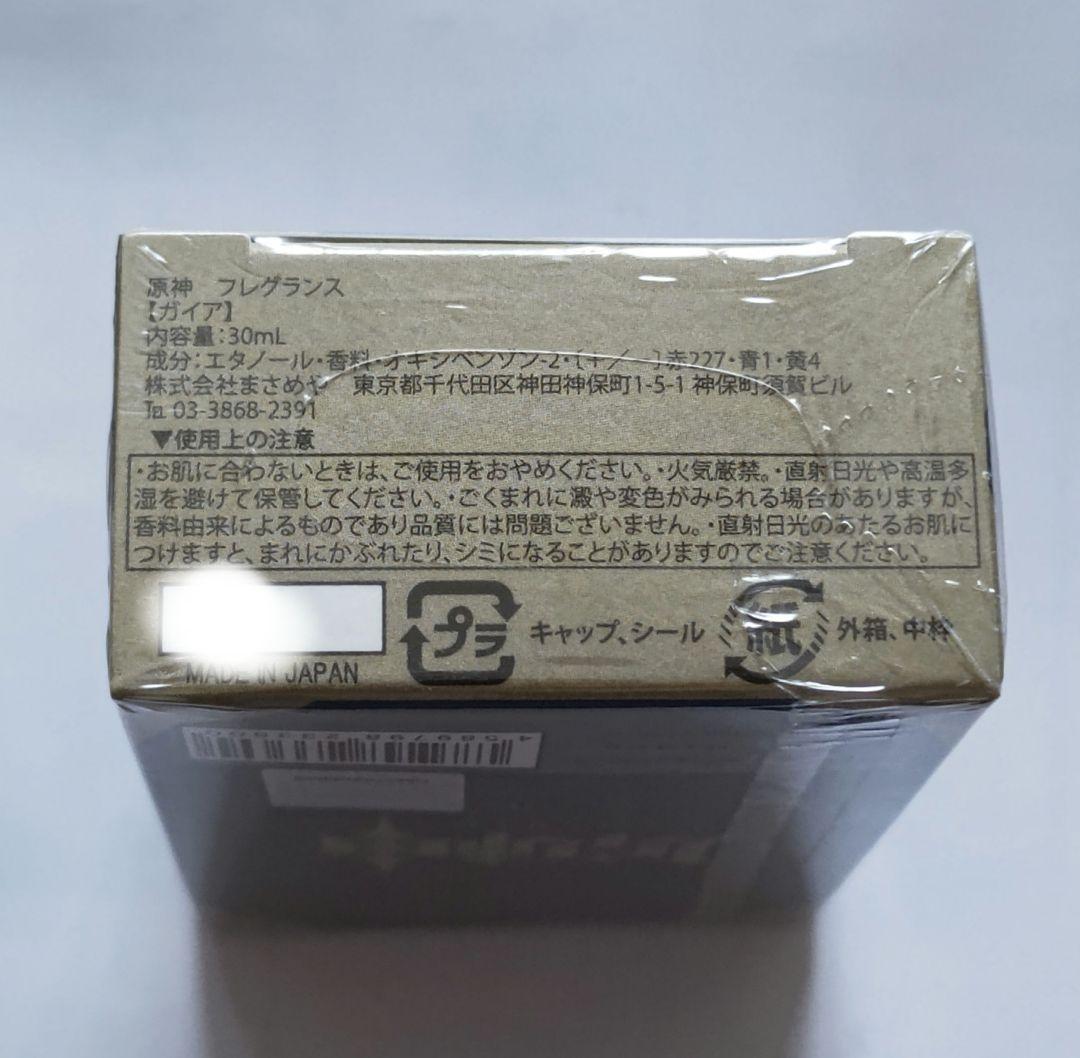 原神　フレグランス
【ガイア】
内容量：30mL
成分：エタノール・香料・オキシベンゾン-2・〔＋／－〕赤227・青1・黄4
株式会社まさめや　東京都千代田区神田神保町1-5-1 神保町須賀ビル
℡ 03-3868-2391
▼使用上の注意
・お肌に合わないときは、ご使用をおやめください。・火気厳禁。・直射日光や高温多
湿を避けて保管してください。・ごくまれに澱や変色がみられる場合がありますが、
香料由来によるものであり品質には問題ございません。・直射日光のあたるお肌に
つけますと、まれにかぶれたり、シミになることがありますのでご注意ください。
プラ キャップ、シール 紙 外箱、中枠
MADE IN JAPAN